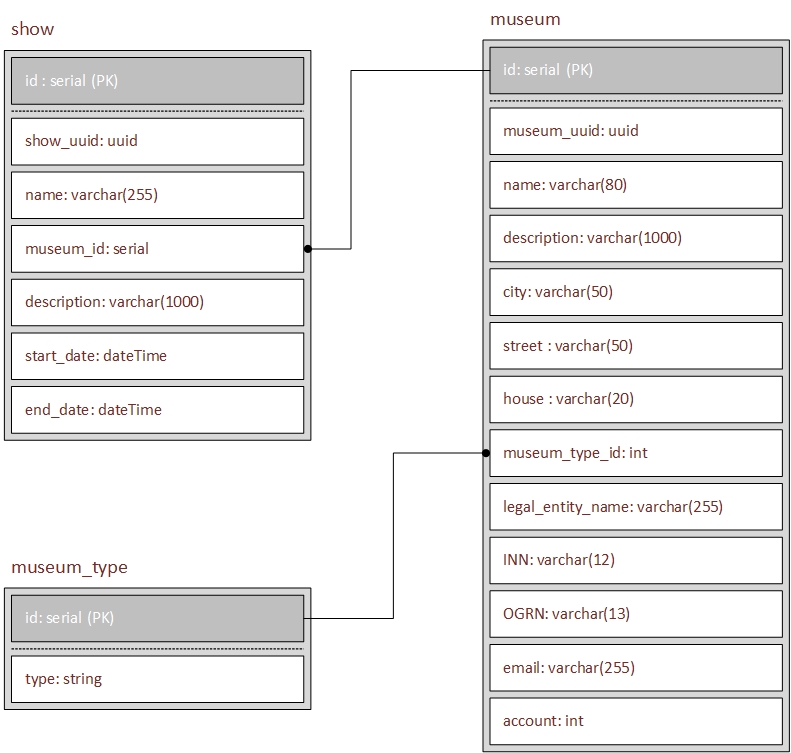 show
id : serial (PK)
show_uuid: uuid
name: varchar(255)
museum_id: serial
description: varchar(1000)
start_date: dateTime
end_date: dateTime
museum_type
id: serial (PK)
type: string
museum
id: serial (PK)
museum_uuid: uuid
name: varchar(80)
description: varchar(1000)
city: varchar(50)
street : varchar(50)
house : varchar(20)
museum_type_id: int
legal_entity_name: varchar(255)
INN: varchar(12)
OGRN: varchar(13)
email: varchar(255)
account: int